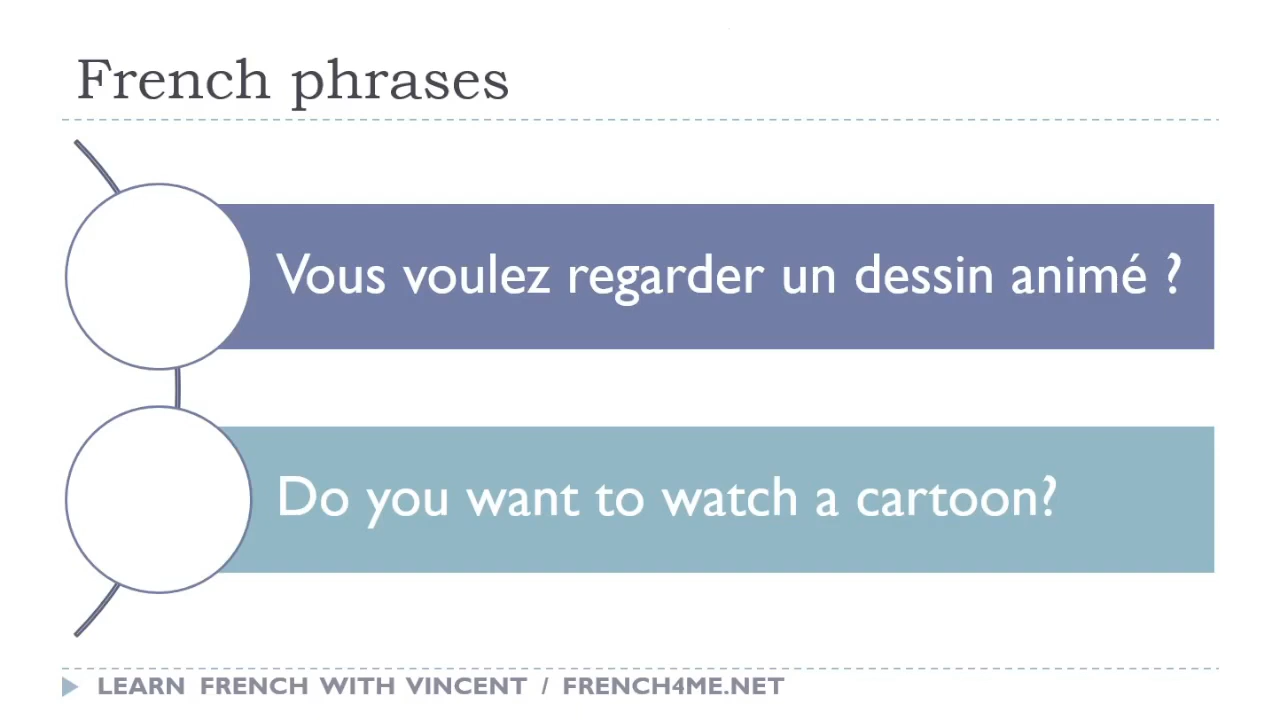 French phrases
Vous voulez regarder un dessin animé ?
Do you want to watch a cartoon?
LEARN FRENCH WITH VINCENT / FRENCH4ME.NET